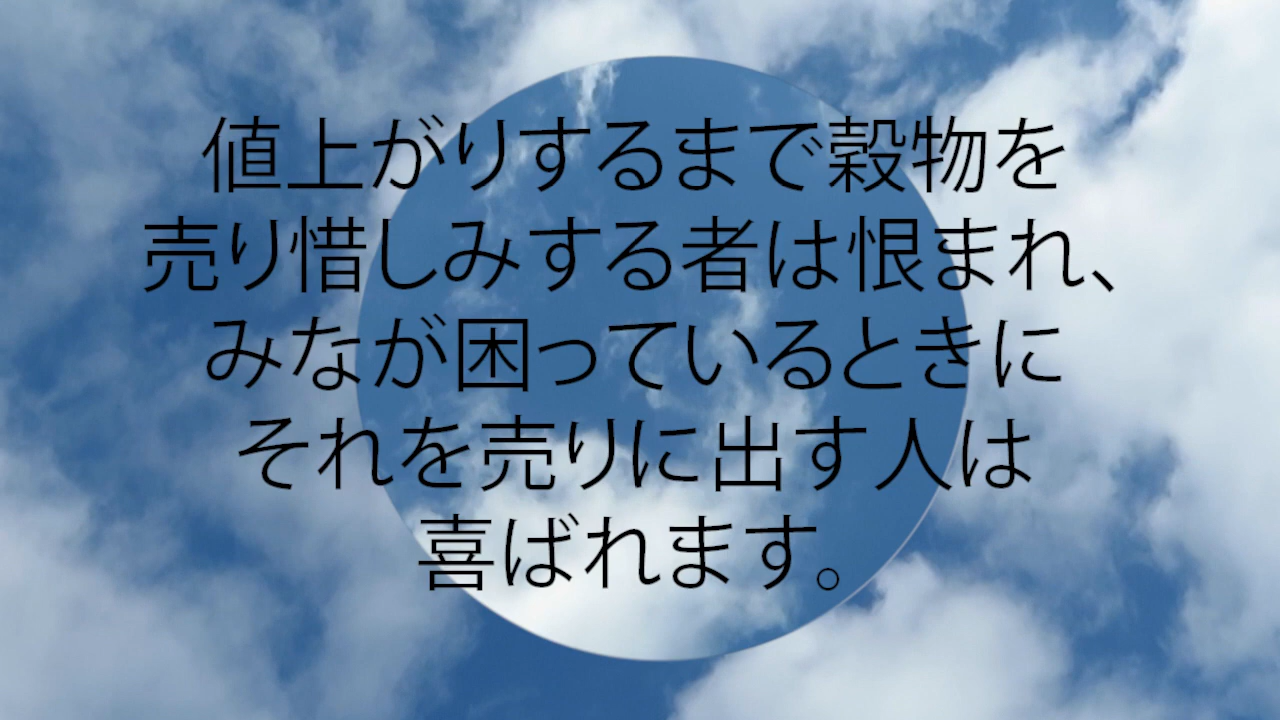 値上がりするまで穀物を
売り惜しみする者は恨まれ、
みなが困っているときに
それを売りに出す人は
喜ばれます。